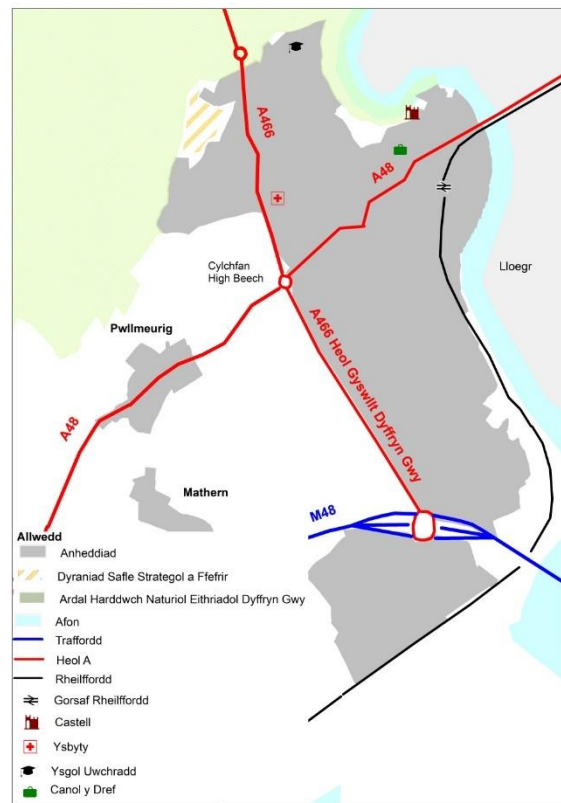 A466
A48
Cylchfan
High Beech
Lloegr
Pwllmeurig
A466 Heol Gyswllt Dyffryn Gwy
A48
Mathern
M48
Allwedd
Anheddiad
Dyraniad Safle Strategol a Ffefrir
Ardal Harddwch Naturiol Eithriadol Dyffryn Gwy
Afon
Traffordd
Heol A
Rheilffordd
Gorsaf Rheilffordd
Castell
Ysbyty
Ysgol Uwchradd
Canol y Dref